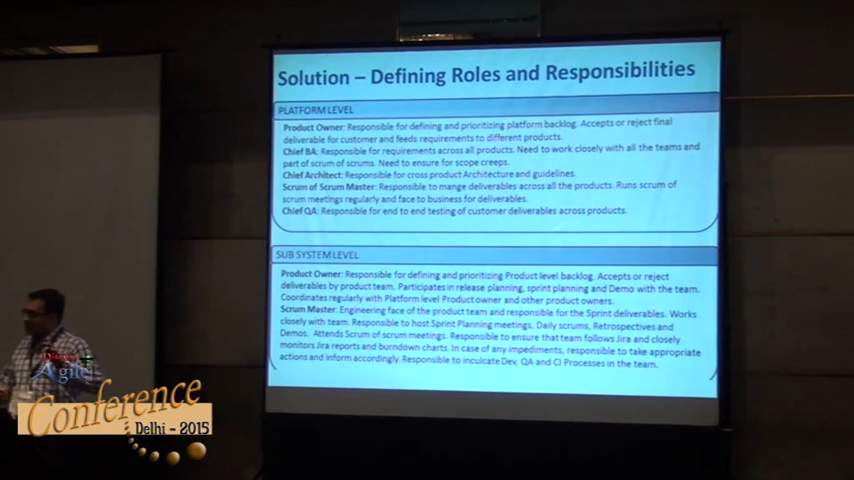 Solution – Defining Roles and Responsibilities
PLATFORM LEVEL
Product Owner: Responsible for defining and prioritizing platform backlog. Accepts or reject final
deliverable for customer and feeds requirements to different products.
Chief BA: Responsible for requirements across all products. Need to work closely with all the teams and
part of scrum of scrums. Need to ensure for scope creeps.
Chief Architect: Responsible for cross product Architecture and guidelines.
Scrum of Scrum Master: Responsible to mange deliverables across all the products. Runs scrum of
scrum meetings regularly and face to business for deliverables.
Chief QA: Responsible for end to end testing of customer deliverables across products.
SUB SYSTEM LEVEL
Product Owner: Responsible for defining and prioritizing Product level backlog. Accepts or reject
deliverables by product team. Participates in release planning, sprint planning and Demo with the team.
Coordinates regularly with Platform level Product owner and other product owners.
Scrum Master: Engineering face of the product team and responsible for the Sprint deliverables. Works
closely with team. Responsible to host Sprint Planning meetings, Daily scrums, Retrospectives and
Demos. Attends Scrum of scrum meetings. Responsible to ensure that team follows Jira and closely
monitors Jira reports and burndown charts. In case of any impediments, responsible to take appropriate
actions and inform accordingly. Responsible to inculcate Dev, QA and CI Processes in the team.
Agile
Conference
Delhi – 2015